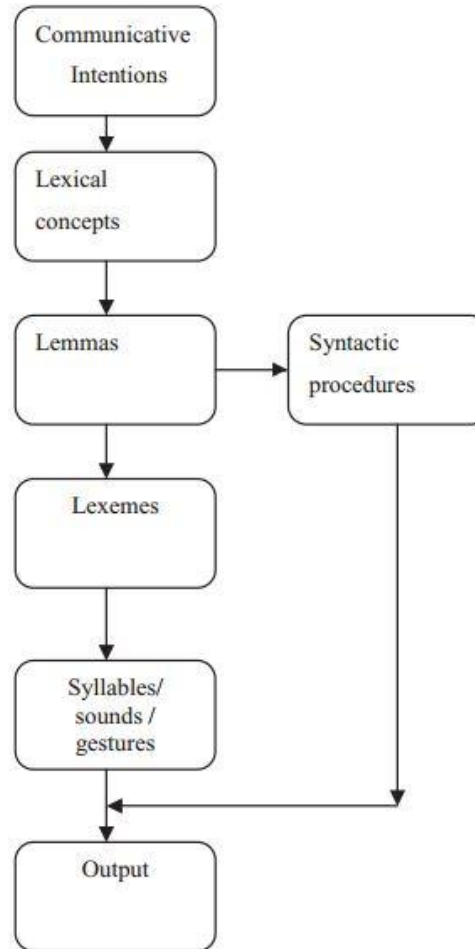 Communicative
Intentions
Lexical
concepts
Lemmas
Syntactic
procedures
Lexemes
Syllables/
sounds /
gestures
Output